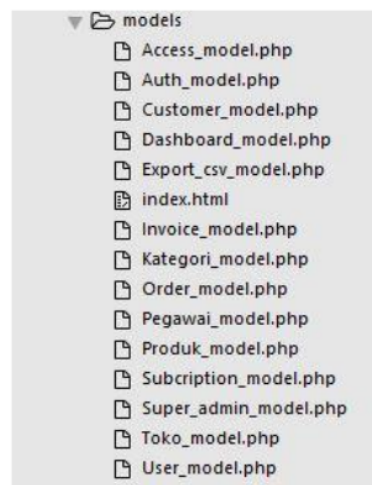 models
Access_model.php
Auth_model.php
Customer_model.php
Dashboard_model.php
Export_csv_model.php
index.html
Invoice_model.php
Kategori_model.php
Order_model.php
Pegawai_model.php
Produk_model.php
Subcription_model.php
Super_admin_model.php
Toko_model.php
User_model.php